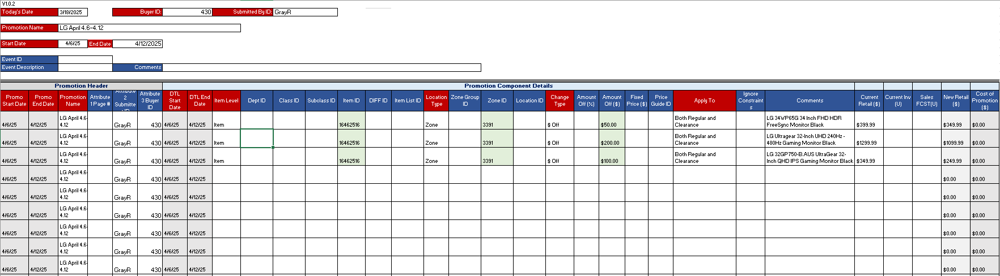 V1.0.2
Today's Date 3/18/2025 Buyer ID: 430 Submitted By ID: GrayR
Promotion Name LG April 4.6-4.12
Start Date 4/6/25 End Date 4/12/2025
Event ID
Event Description Comments
Promotion Header Promotion Component Details
Promo Start Date Promo End Date Promotion Name Attribute 1 Page # Attribute 2 Submitte Attribute 3 Buyer ID DTL Start Date DTL End Date Item Level Dept ID Class ID Subclass ID Item ID DIFF ID Item List ID Location Type Zone Group ID Zone ID Location ID Change Type Amount Off (%) Amount Off ($) Fixed Price ($) Price Guide ID Apply To Ignore Constraints Comments Current Retail ($) Current Inv (U) Sales FCST(U) New Retail ($) Cost of Promotion ($)
4/6/25 4/12/25 LG April 4.6-4.12 GrayR 430 4/6/25 4/12/25 Item 16462516 Zone 3391 $ Off $50.00 Both Regular and Clearance LG 34WP65G 34 Inch FHD HDR FreeSync Monitor Black $399.99 $349.99 $0.00
4/6/25 4/12/25 LG April 4.6-4.12 GrayR 430 4/6/25 4/12/25 Item 16462516 Zone 3391 $ Off $200.00 Both Regular and Clearance LG Ultragear 32-Inch UHD 240Hz - 480Hz Gaming Monitor Black $1299.99 $1099.99 $0.00
4/6/25 4/12/25 LG April 4.6-4.12 GrayR 430 4/6/25 4/12/25 Item 16462516 Zone 3391 $ Off $100.00 Both Regular and Clearance LG 32GP750-B.AUS UltraGear 32-Inch QHD IPS Gaming Monitor Black $349.99 $249.99 $0.00
4/6/25 4/12/25 LG April 4.6-4.12 GrayR 430 4/6/25 4/12/25 $0.00 $0.00
4/6/25 4/12/25 LG April 4.6-4.12 GrayR 430 4/6/25 4/12/25 $0.00 $0.00
4/6/25 4/12/25 LG April 4.6-4.12 GrayR 430 4/6/25 4/12/25 $0.00 $0.00
4/6/25 4/12/25 LG April 4.6-4.12 GrayR 430 4/6/25 4/12/25 $0.00 $0.00
4/6/25 4/12/25 LG April 4.6-4.12 GrayR 430 4/6/25 4/12/25 $0.00 $0.00
4/6/25 4/12/25 LG April 4.6-4.12 GrayR 430 4/6/25 4/12/25 $0.00 $0.00